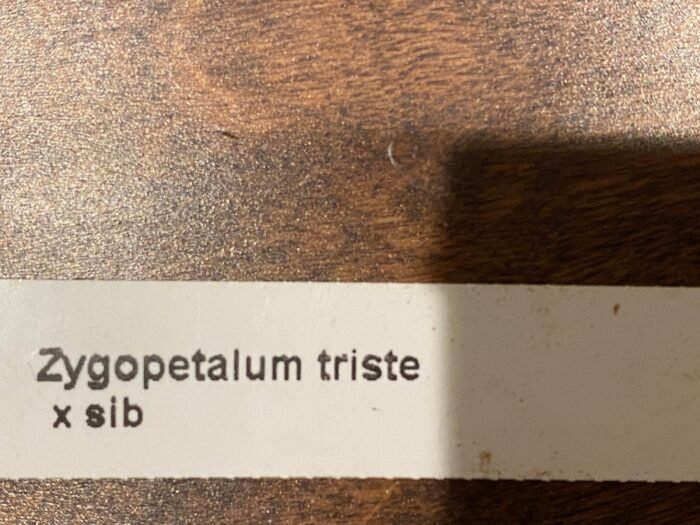 Zygopetalum triste
x sib